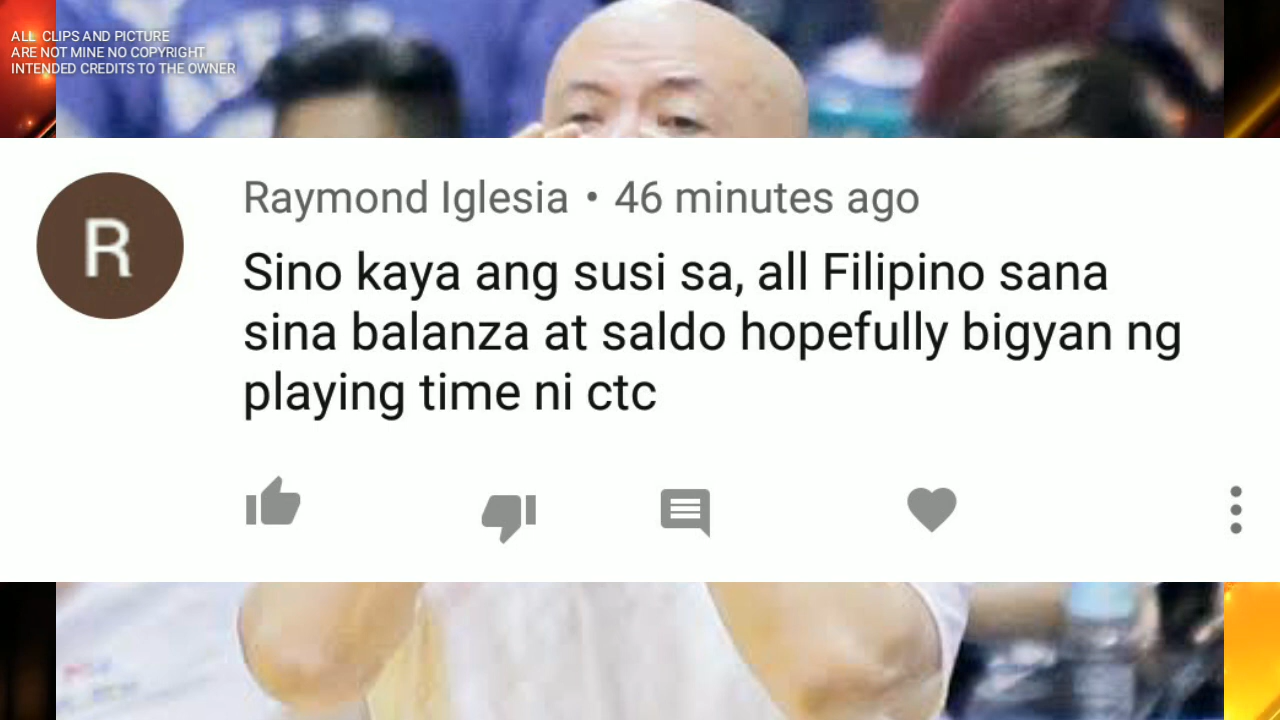 ALL CLIPS AND PICTURE
ARE NOT MINE NO COPYRIGHT
INTENDED CREDITS TO THE OWNER
R
Raymond Iglesia • 46 minutes ago
Sino kaya ang susi sa, all Filipino sana
sina balanza at saldo hopefully bigyan ng
playing time ni ctc